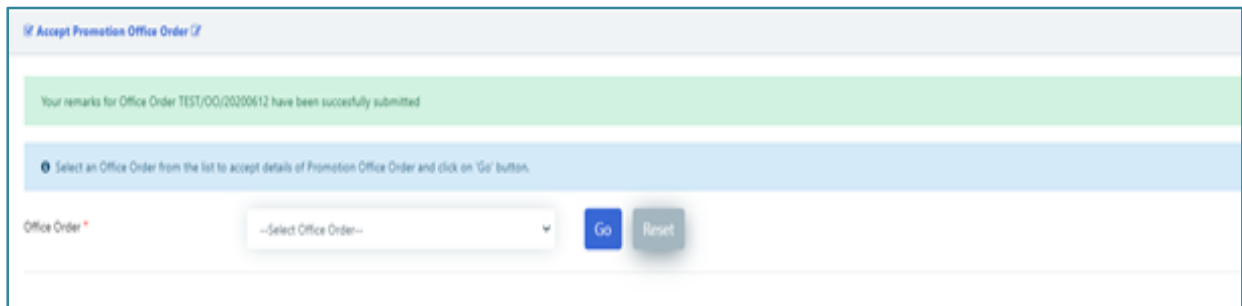 Accept Promotion Office Order
Your remarks for Office Order TEST/OO/20200612 have been succesfully submitted
Select an Office Order from the list to accept details of Promotion Office Order and click on 'Go' button.
Office Order * --Select Office Order-- Go Reset